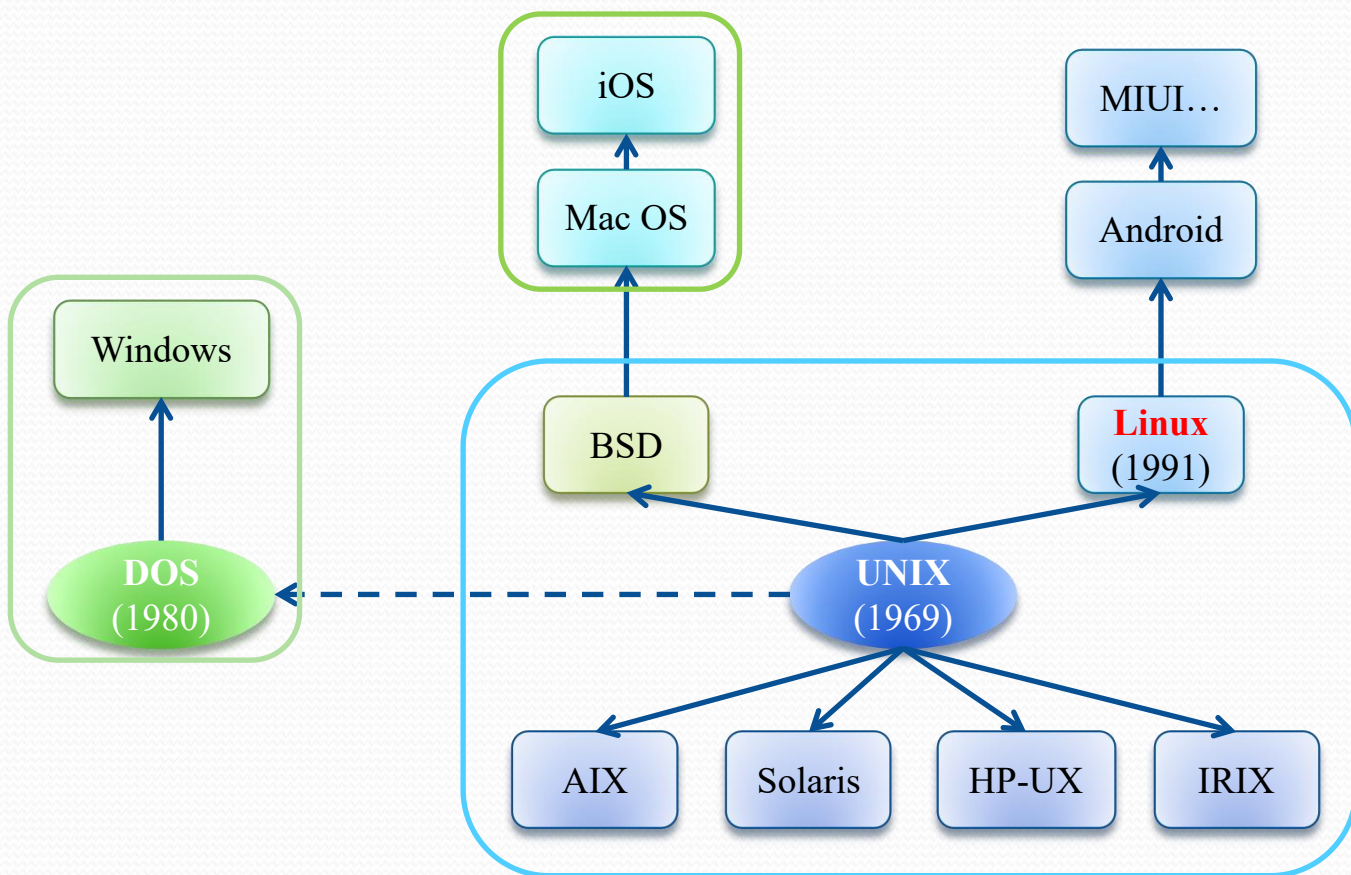 iOS
MIUI…
Mac OS
Android
Windows
BSD
Linux
(1991)
DOS
(1980)
UNIX
(1969)
AIX
Solaris
HP-UX
IRIX